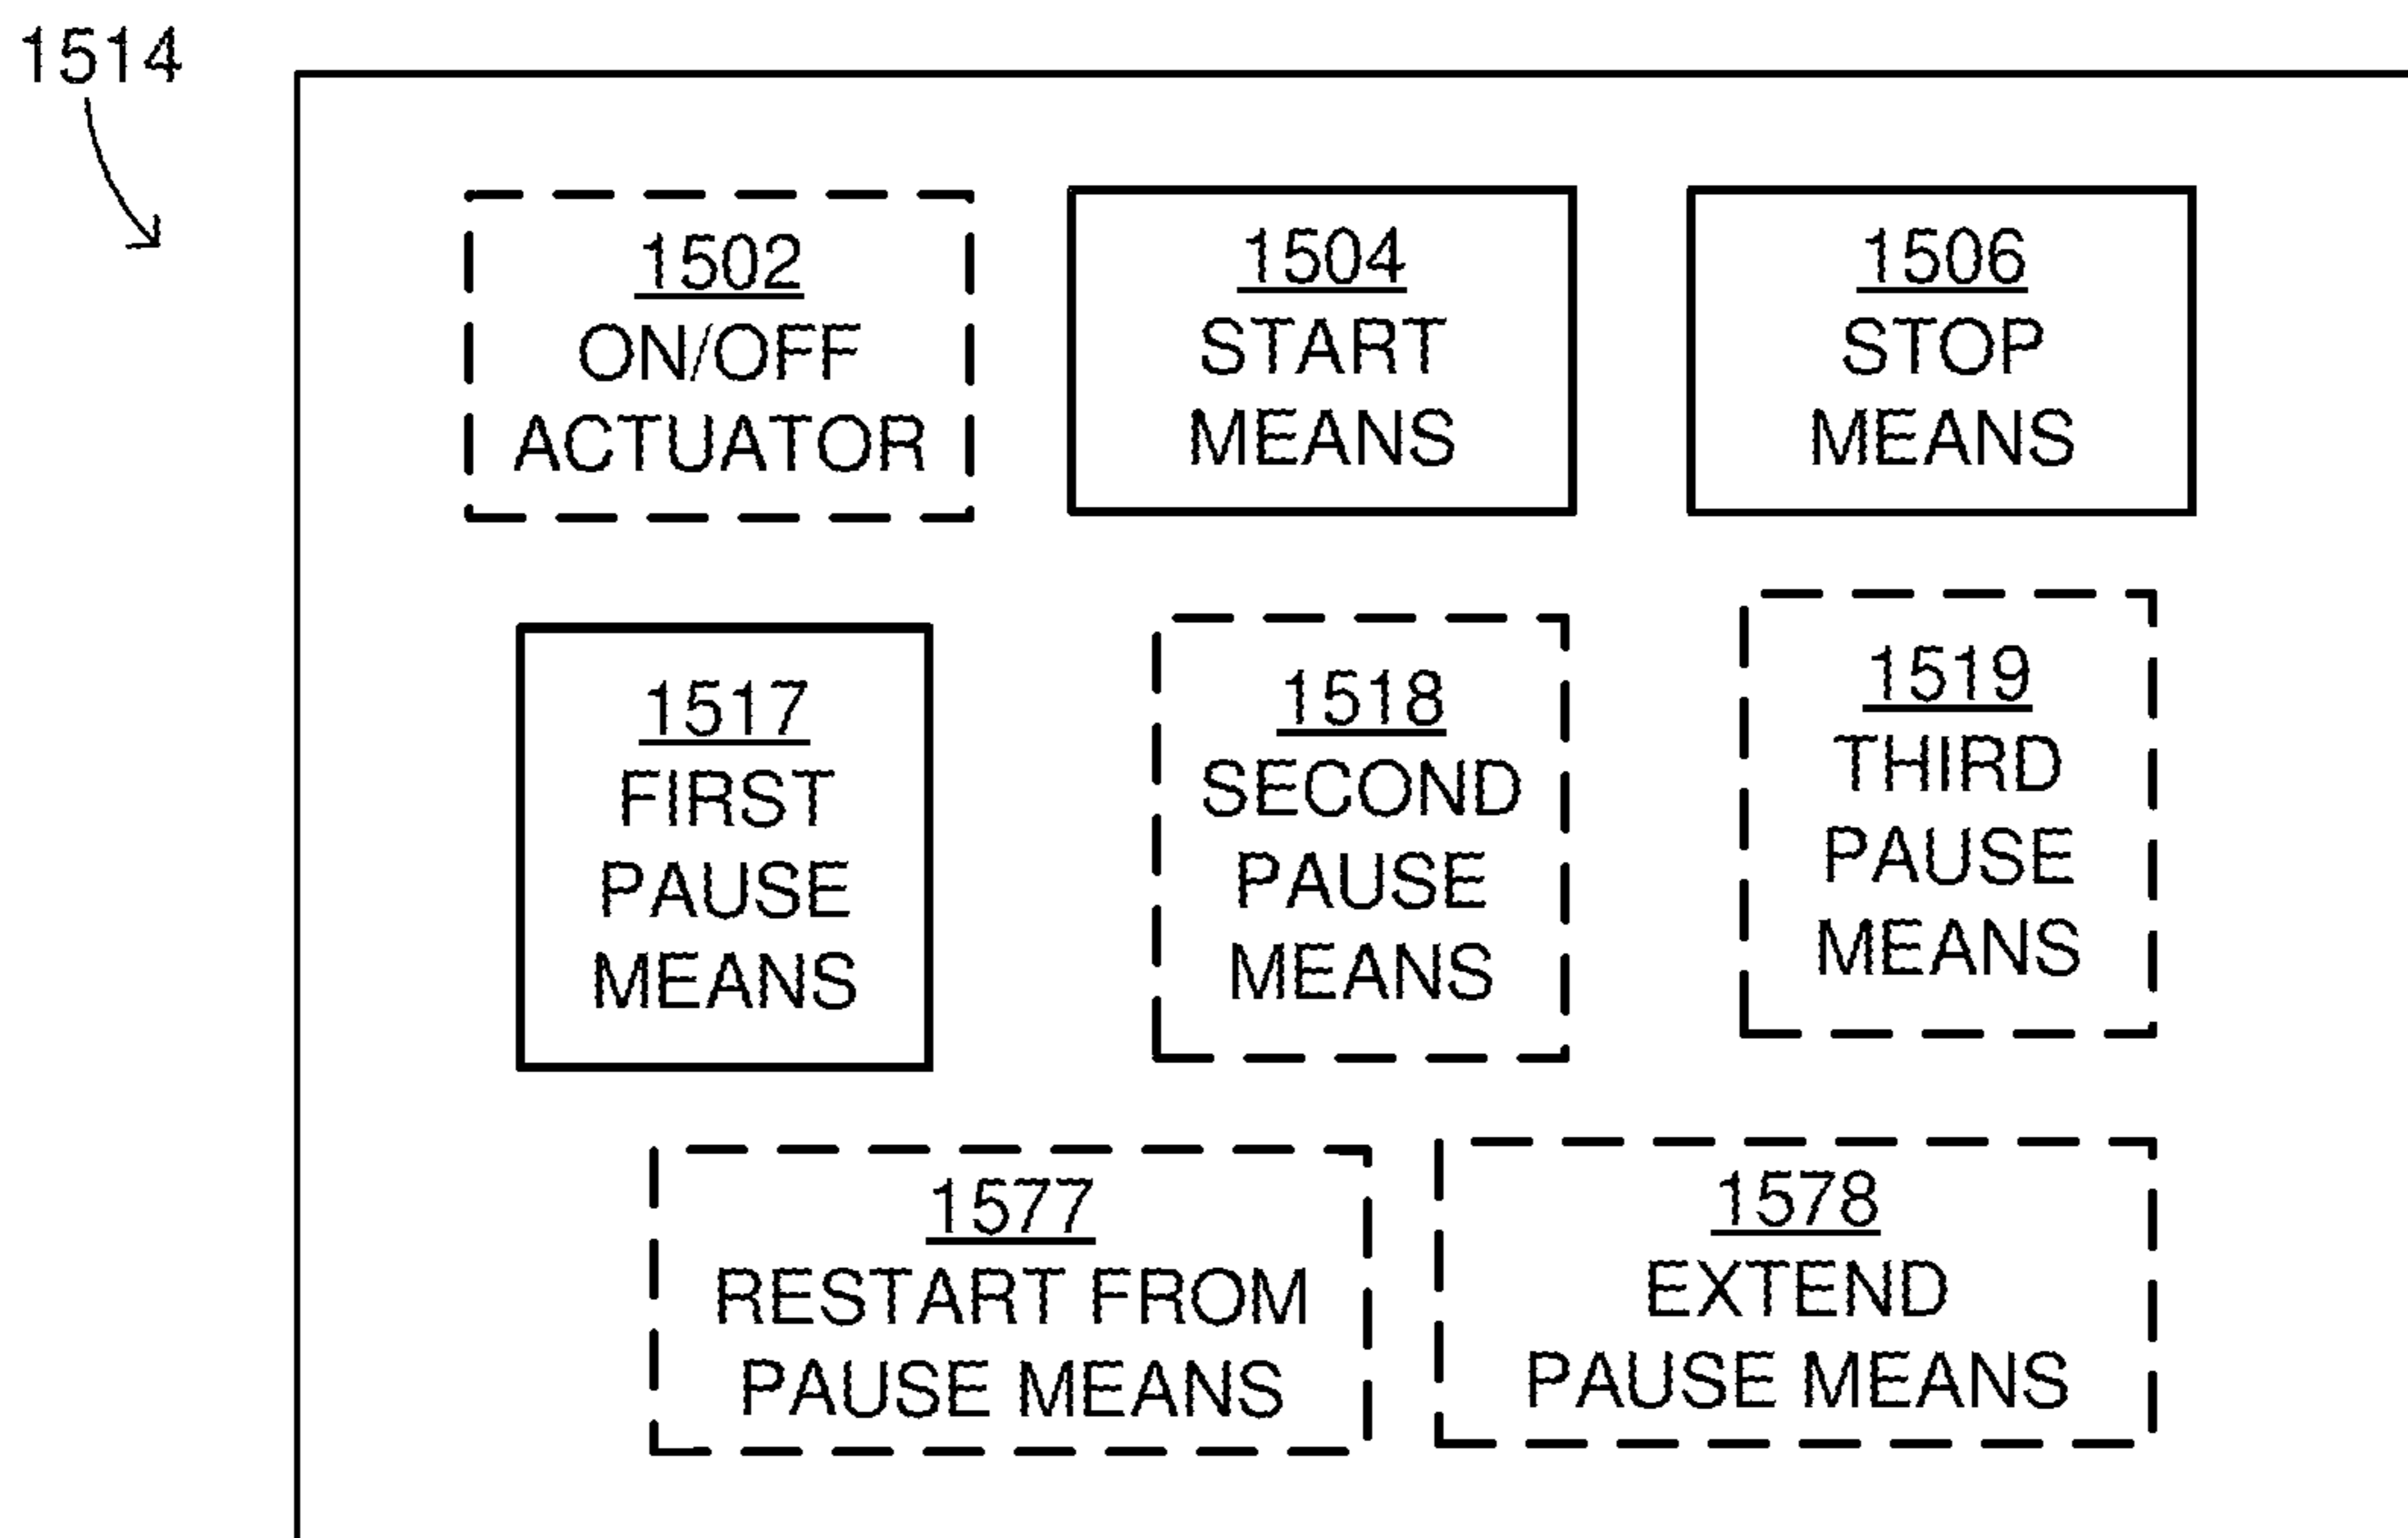 1514
1502
ON/OFF
ACTUATOR
1504
START
MEANS
1506
STOP
MEANS
1517
FIRST
PAUSE
MEANS
1518
SECOND
PAUSE
MEANS
1519
THIRD
PAUSE
MEANS
1577
RESTART FROM
PAUSE MEANS
1578
EXTEND
PAUSE MEANS